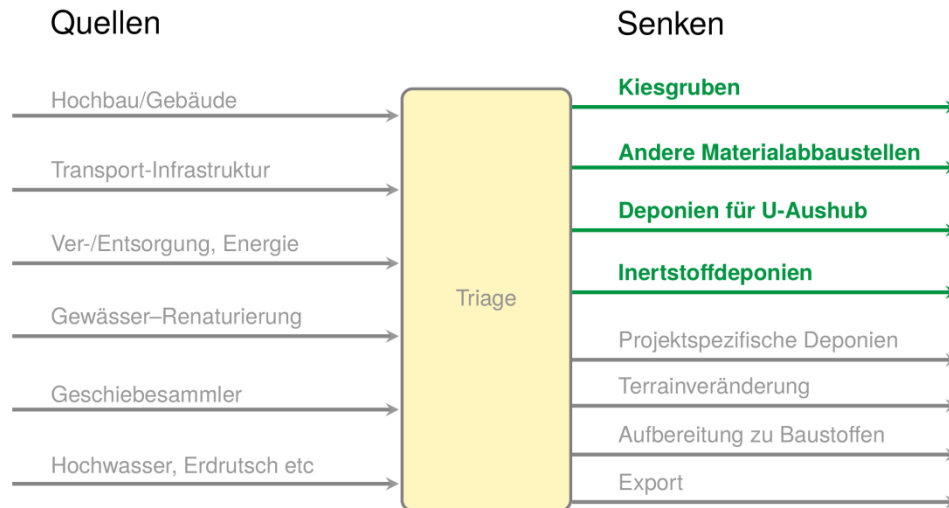 Quellen
Hochbau/Gebäude
Transport-Infrastruktur
Ver-/Entsorgung, Energie
Gewässer–Renaturierung
Geschiebesammler
Hochwasser, Erdrutsch etc
Triage
Senken
Kiesgruben
Andere Materialabbaustellen
Deponien für U-Aushub
Inertstoffdeponien
Projektspezifische Deponien
Terrainveränderung
Aufbereitung zu Baustoffen
Export